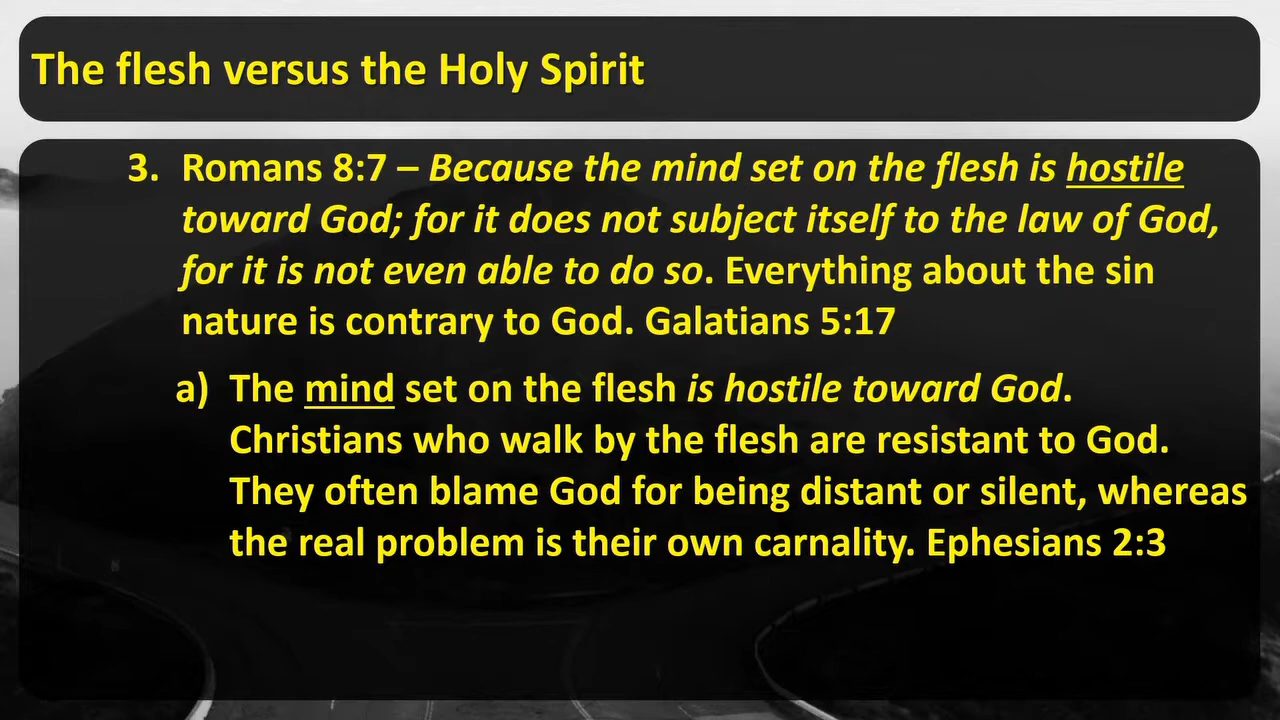 The flesh versus the Holy Spirit
3. Romans 8:7 – Because the mind set on the flesh is hostile
toward God; for it does not subject itself to the law of God,
for it is not even able to do so. Everything about the sin
nature is contrary to God. Galatians 5:17
a) The mind set on the flesh is hostile toward God.
Christians who walk by the flesh are resistant to God.
They often blame God for being distant or silent, whereas
the real problem is their own carnality. Ephesians 2:3